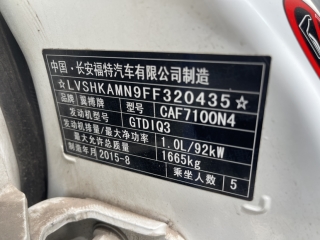 中国·长安福特汽车有限公司制造
☆LVSHKAMN9FF320435☆
品牌 翼搏牌 型号 CAF7100N4
发动机型号 GTDIQ3
发动机排量/最大净功率 1.0L/92kW
最大允许总质量 1665kg
制造年月 2015-8 乘坐人数 5